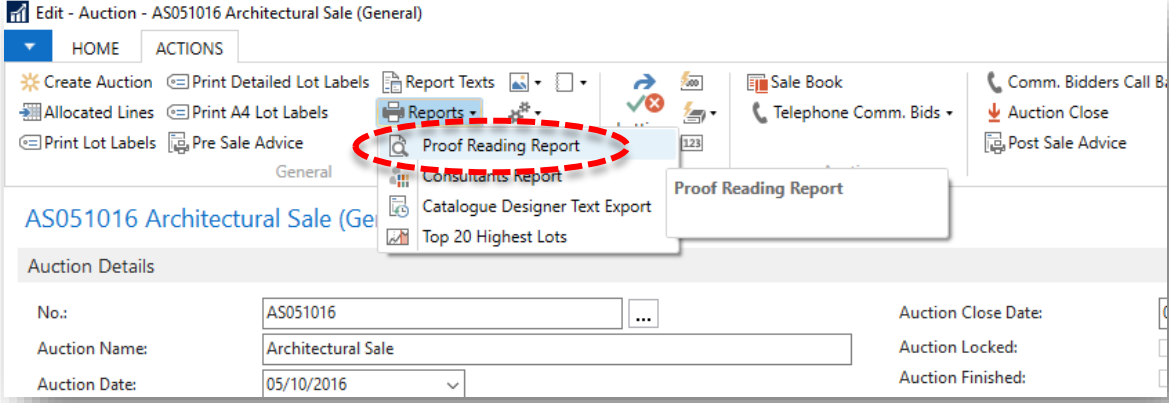 Edit - Auction - AS051016 Architectural Sale (General)
HOME ACTIONS
Create Auction Print Detailed Lot Labels Report Texts Sale Book Comm. Bidders Call
Allocated Lines Print A4 Lot Labels Reports Telephone Comm. Bids Auction Close
Print Lot Labels Pre Sale Advice Proof Reading Report 123 Post Sale Advice
General
Consultants Report
Proof Reading Report
Catalogue Designer Text Export
Top 20 Highest Lots
AS051016 Architectural Sale (Ge
Auction Details
No.: AS051016 ... Auction Close Date:
Auction Name: Architectural Sale Auction Locked:
Auction Date: 05/10/2016 Auction Finished: